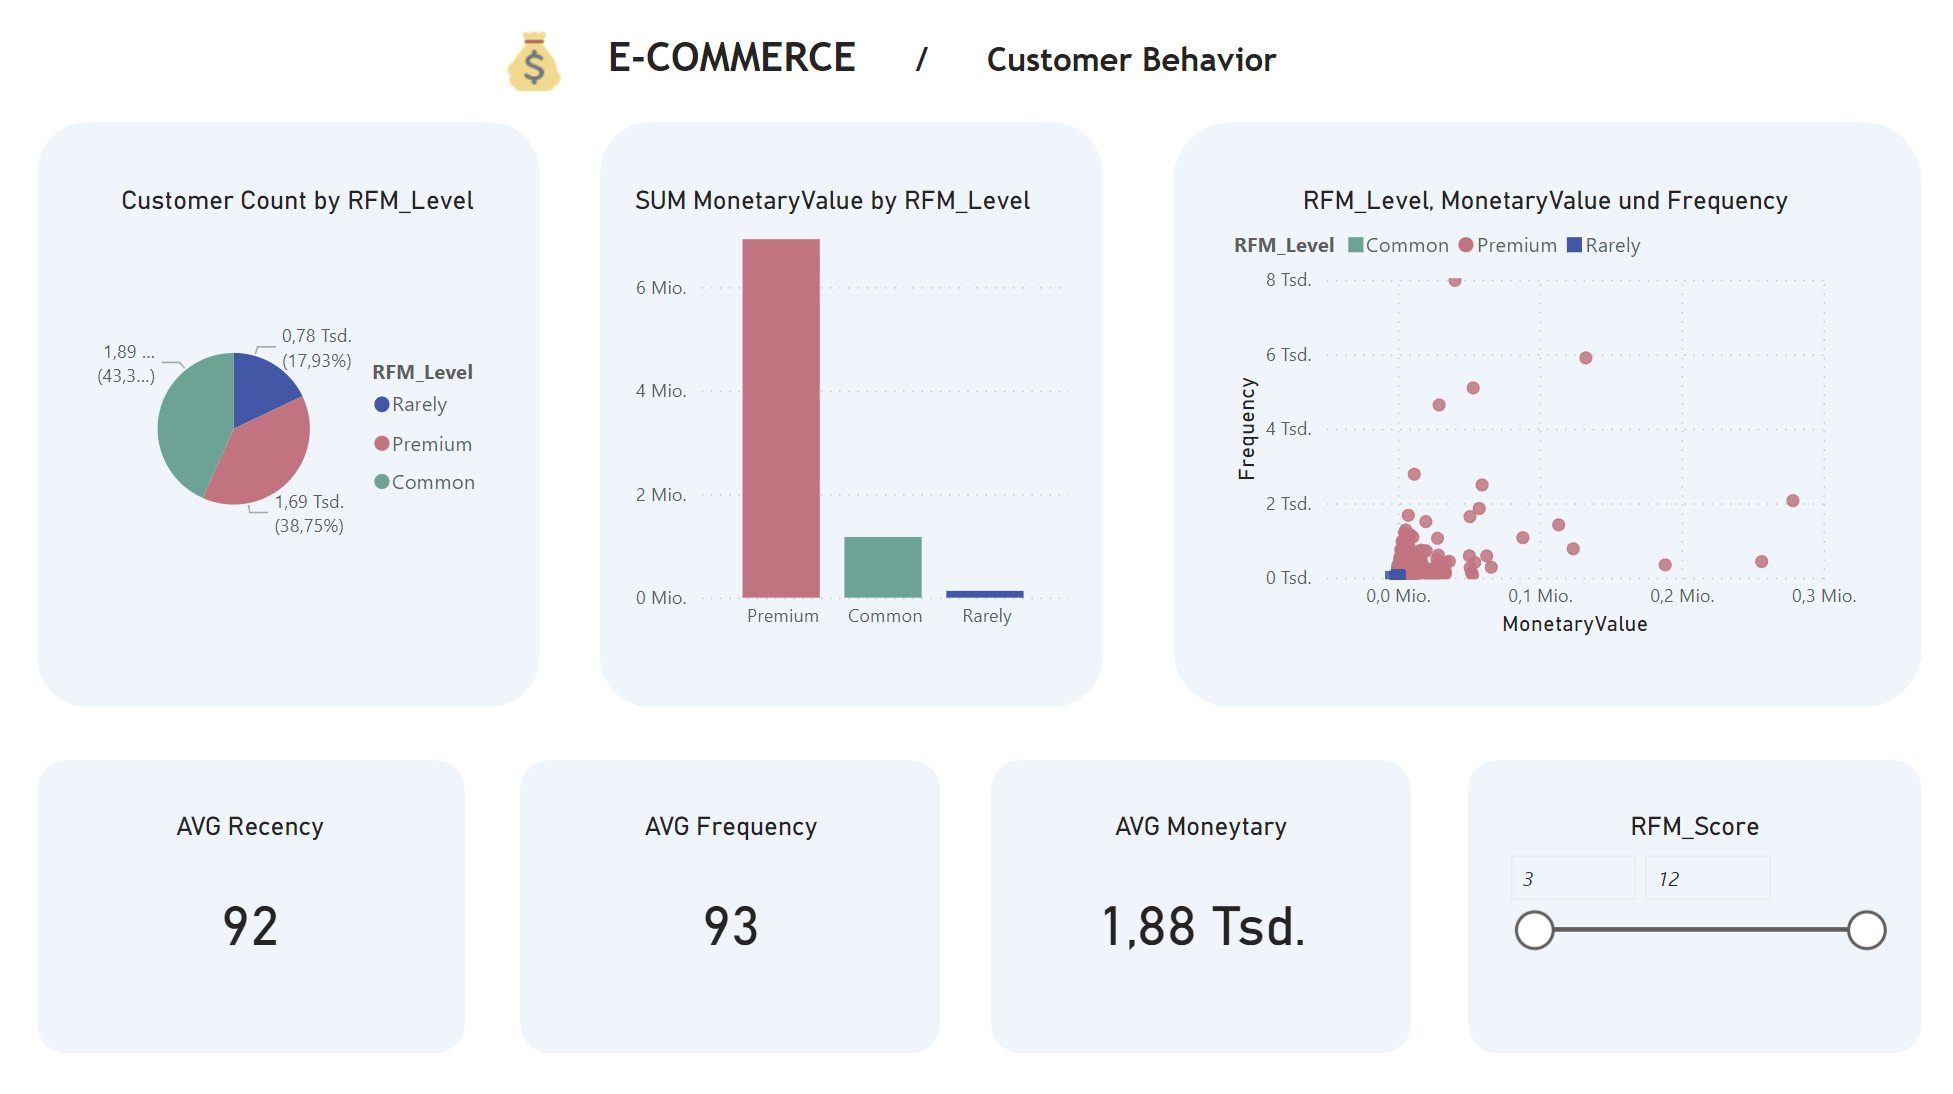 E-COMMERCE / Customer Behavior
Customer Count by RFM_Level
0,78 Tsd.
(17,93%)
1,89 ...
(43,3...)
1,69 Tsd.
(38,75%)
RFM_Level
Rarely
Premium
Common
SUM MonetaryValue by RFM_Level
6 Mio.
4 Mio.
2 Mio.
0 Mio.
Premium Common Rarely
RFM_Level, MonetaryValue und Frequency
RFM_Level Common Premium Rarely
Frequency
8 Tsd.
6 Tsd.
4 Tsd.
2 Tsd.
0 Tsd.
0,0 Mio. 0,1 Mio. 0,2 Mio. 0,3 Mio.
MonetaryValue
AVG Recency
92
AVG Frequency
93
AVG Moneytary
1,88 Tsd.
RFM_Score
3 12